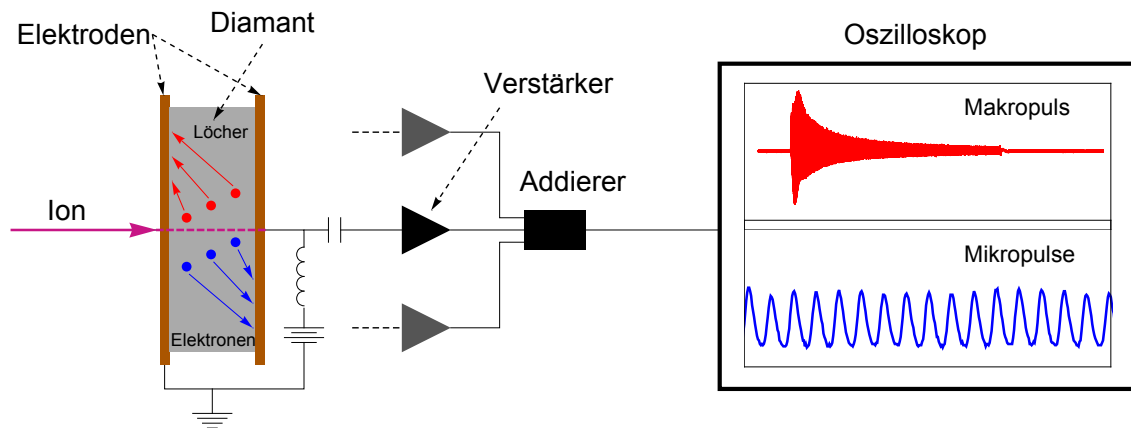 Diamant
Elektroden
Oszilloskop
Verstärker
Makropuls
Löcher
Addierer
Ion
Mikropulse
Elektronen